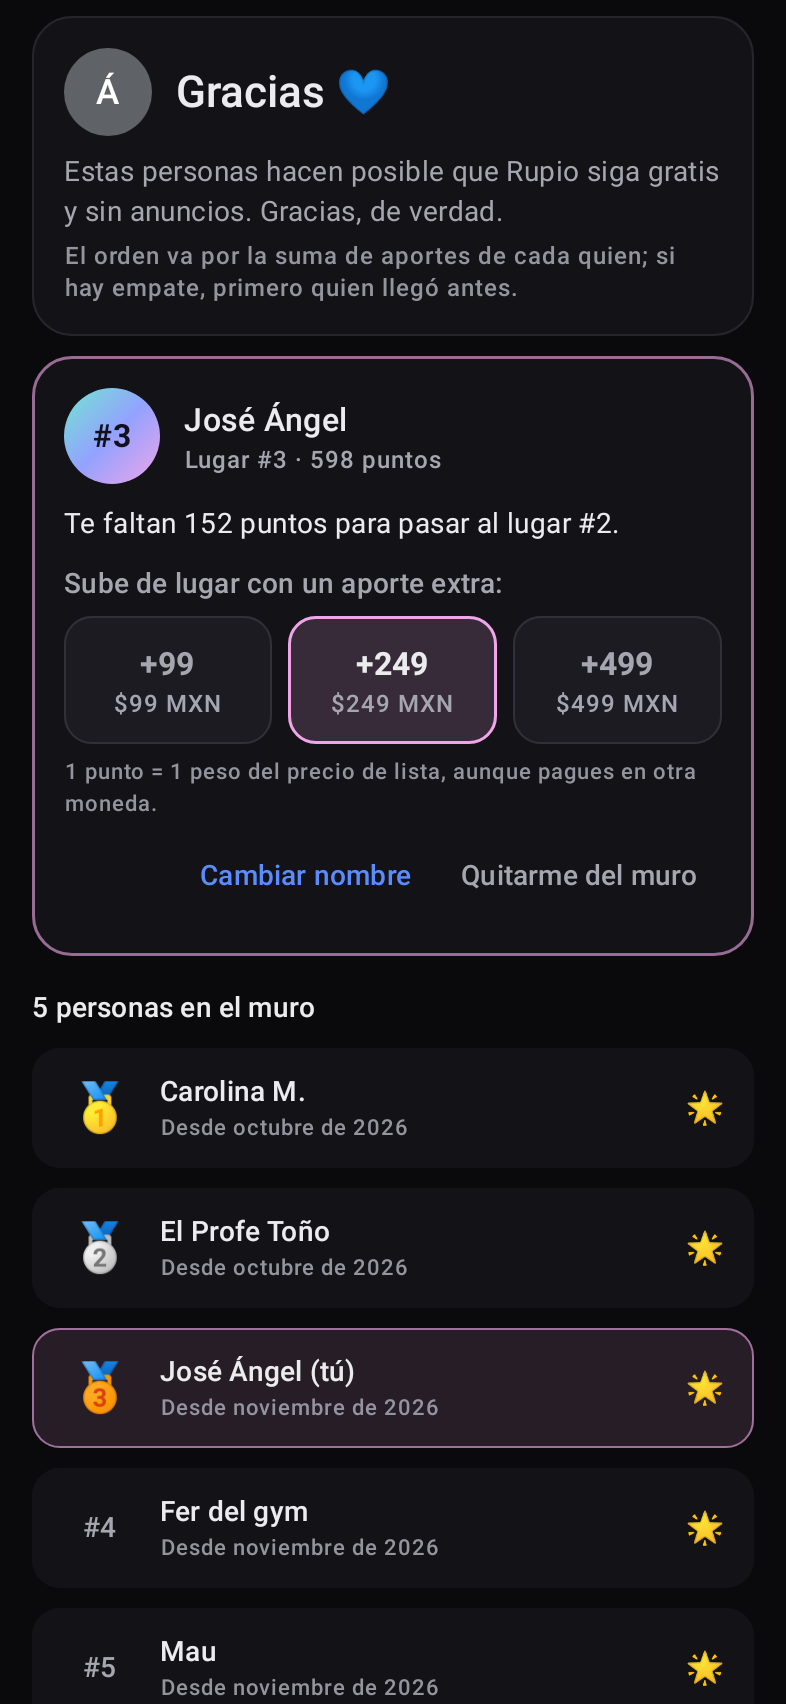 Á
Gracias 💙
Estas personas hacen posible que Rupio siga gratis
y sin anuncios. Gracias, de verdad.
El orden va por la suma de aportes de cada quien; si
hay empate, primero quien llegó antes.
#3
José Ángel
Lugar #3 · 598 puntos
Te faltan 152 puntos para pasar al lugar #2.
Sube de lugar con un aporte extra:
+99
$99 MXN
+249
$249 MXN
+499
$499 MXN
1 punto = 1 peso del precio de lista, aunque pagues en otra
moneda.
Cambiar nombre
Quitarme del muro
5 personas en el muro
1
Carolina M.
Desde octubre de 2026
2
El Profe Toño
Desde octubre de 2026
3
José Ángel (tú)
Desde noviembre de 2026
#4
Fer del gym
Desde noviembre de 2026
#5
Mau
Desde noviembre de 2026